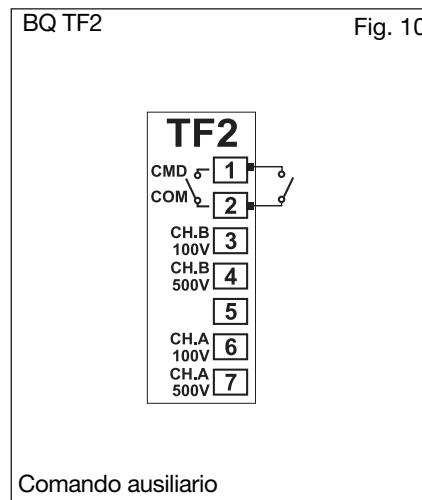 BQ TF2
Fig. 10
TF2
CMD 1
COM 2
CH.B
100V 3
CH.B
500V 4
5
CH.A
100V 6
CH.A
500V 7
Comando ausiliario